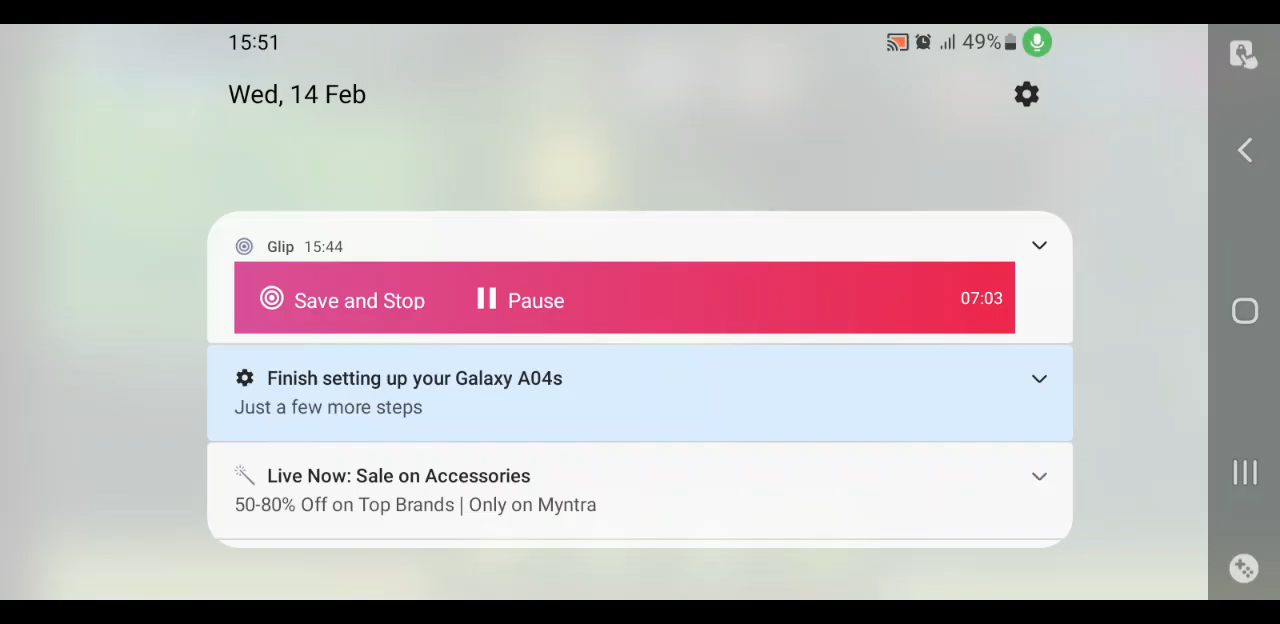 15:51
49%
Wed, 14 Feb
Glip 15:44
Save and Stop Pause 07:03
Finish setting up your Galaxy A04s
Just a few more steps
Live Now: Sale on Accessories
50-80% Off on Top Brands | Only on Myntra